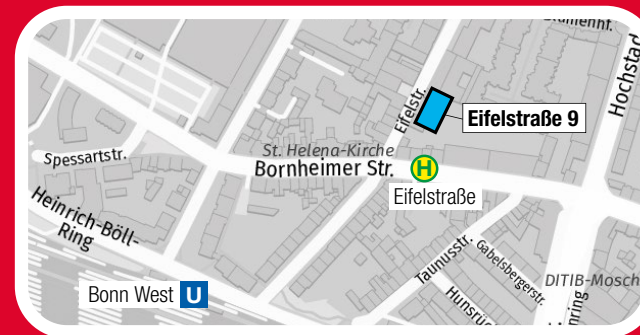 Hochstad
Eifelstr.
Eifelstraße 9
St. Helena-Kirche
Bornheimer Str.
H
Eifelstraße
Spessartstr.
Heinrich-Böll-
Ring
Taunusstr.
Gabelsbergerstr.
DITIB-Mosch
Hunsrü
Bonn West U